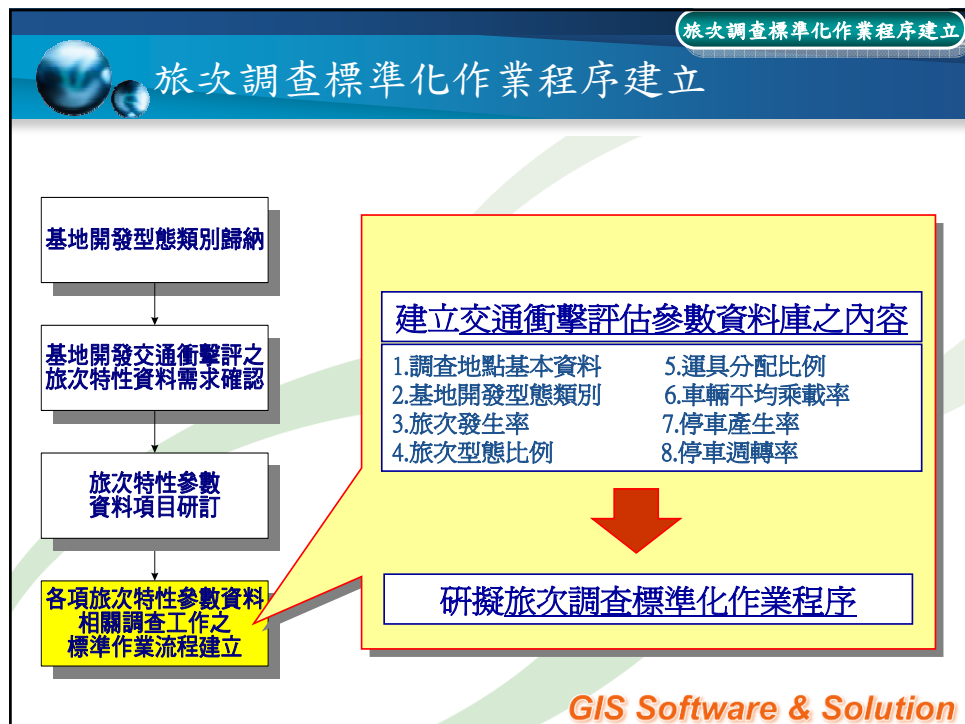 旅次調查標準化作業程序建立
旅次調查標準化作業程序建立
基地開發型態類別歸納
基地開發交通衝擊評之
旅次特性資料需求確認
旅次特性參數
資料項目研訂
各項旅次特性參數資料
相關調查工作之
標準作業流程建立
建立交通衝擊評估參數資料庫之內容
1.調查地點基本資料
2.基地開發型態類別
3.旅次發生率
4.旅次型態比例
5.運具分配比例
6.車輛平均乘載率
7.停車產生率
8.停車週轉率
研擬旅次調查標準化作業程序
GIS Software & Solution